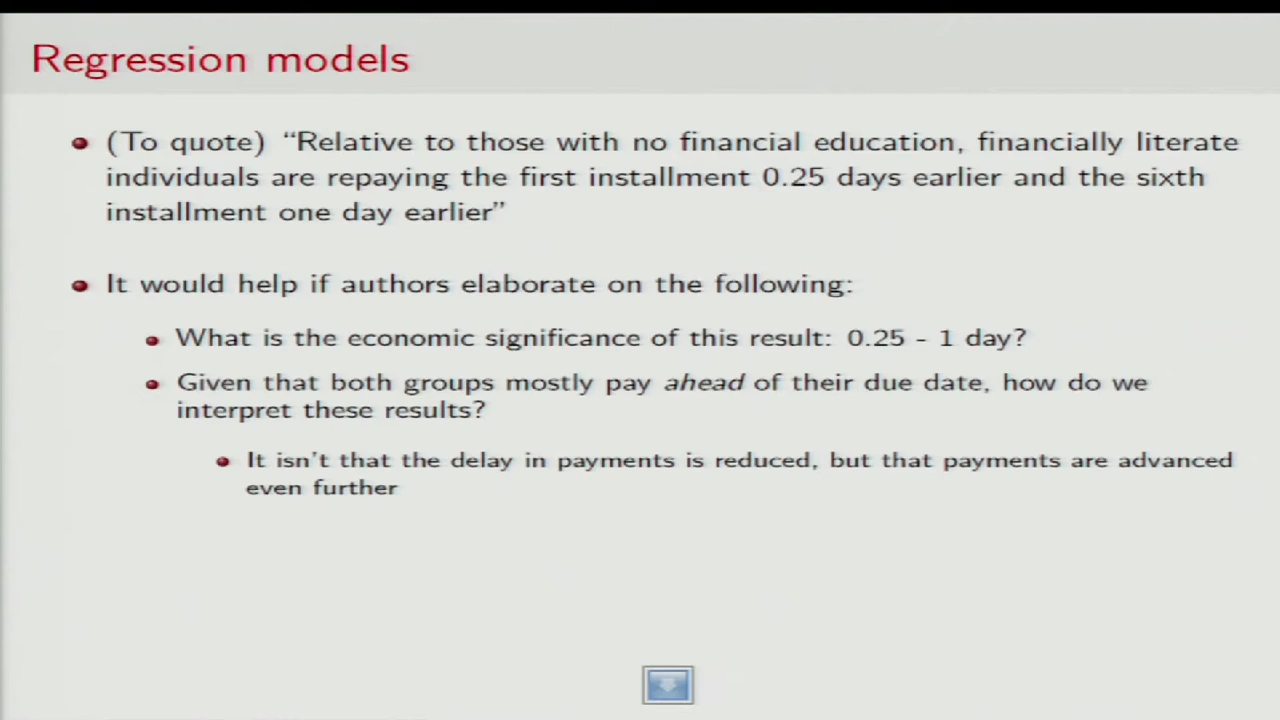 Regression models
(To quote) “Relative to those with no financial education, financially literate
individuals are repaying the first installment 0.25 days earlier and the sixth
installment one day earlier”
It would help if authors elaborate on the following:
What is the economic significance of this result: 0.25 - 1 day?
Given that both groups mostly pay ahead of their due date, how do we
interpret these results?
It isn't that the delay in payments is reduced, but that payments are advanced
even further